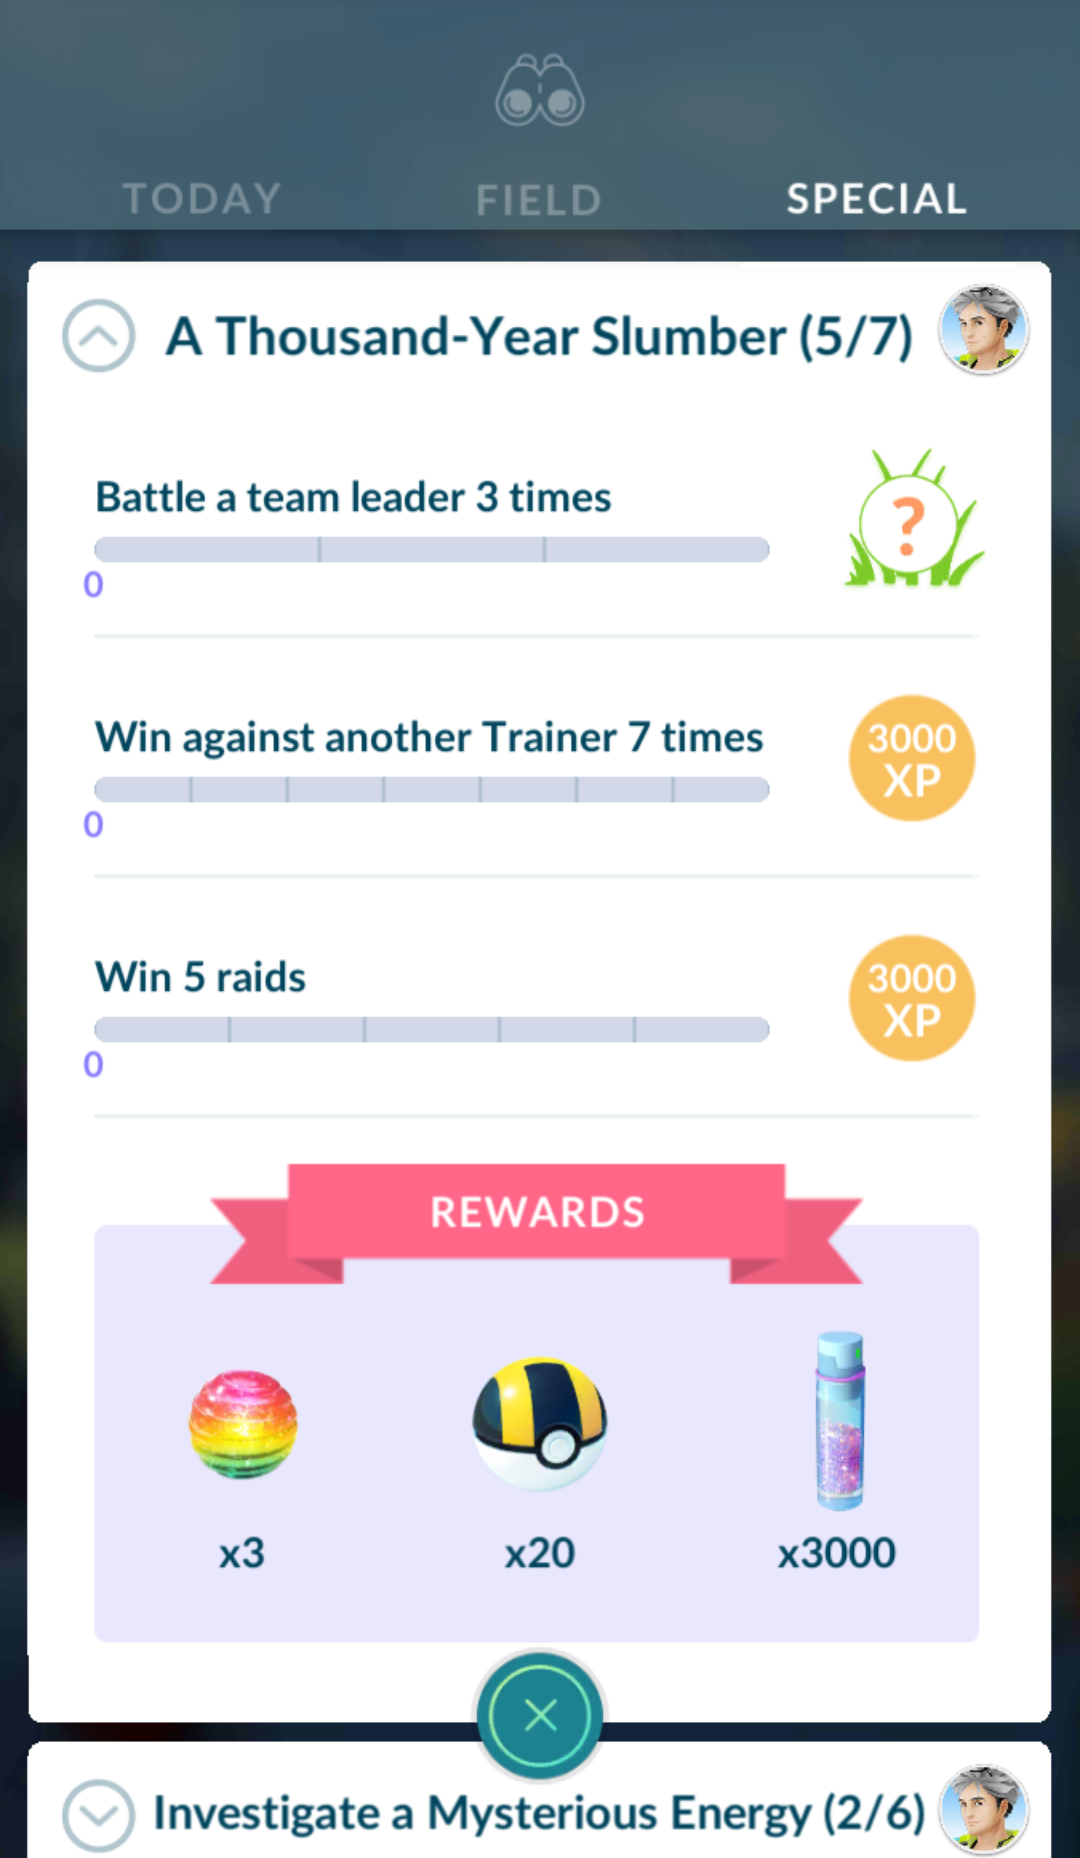 TODAY
FIELD
SPECIAL
A Thousand-Year Slumber (5/7)
Battle a team leader 3 times
?
0
Win against another Trainer 7 times
3000
XP
0
Win 5 raids
3000
XP
0
REWARDS
x3
x20
x3000
Investigate a Mysterious Energy (2/6)